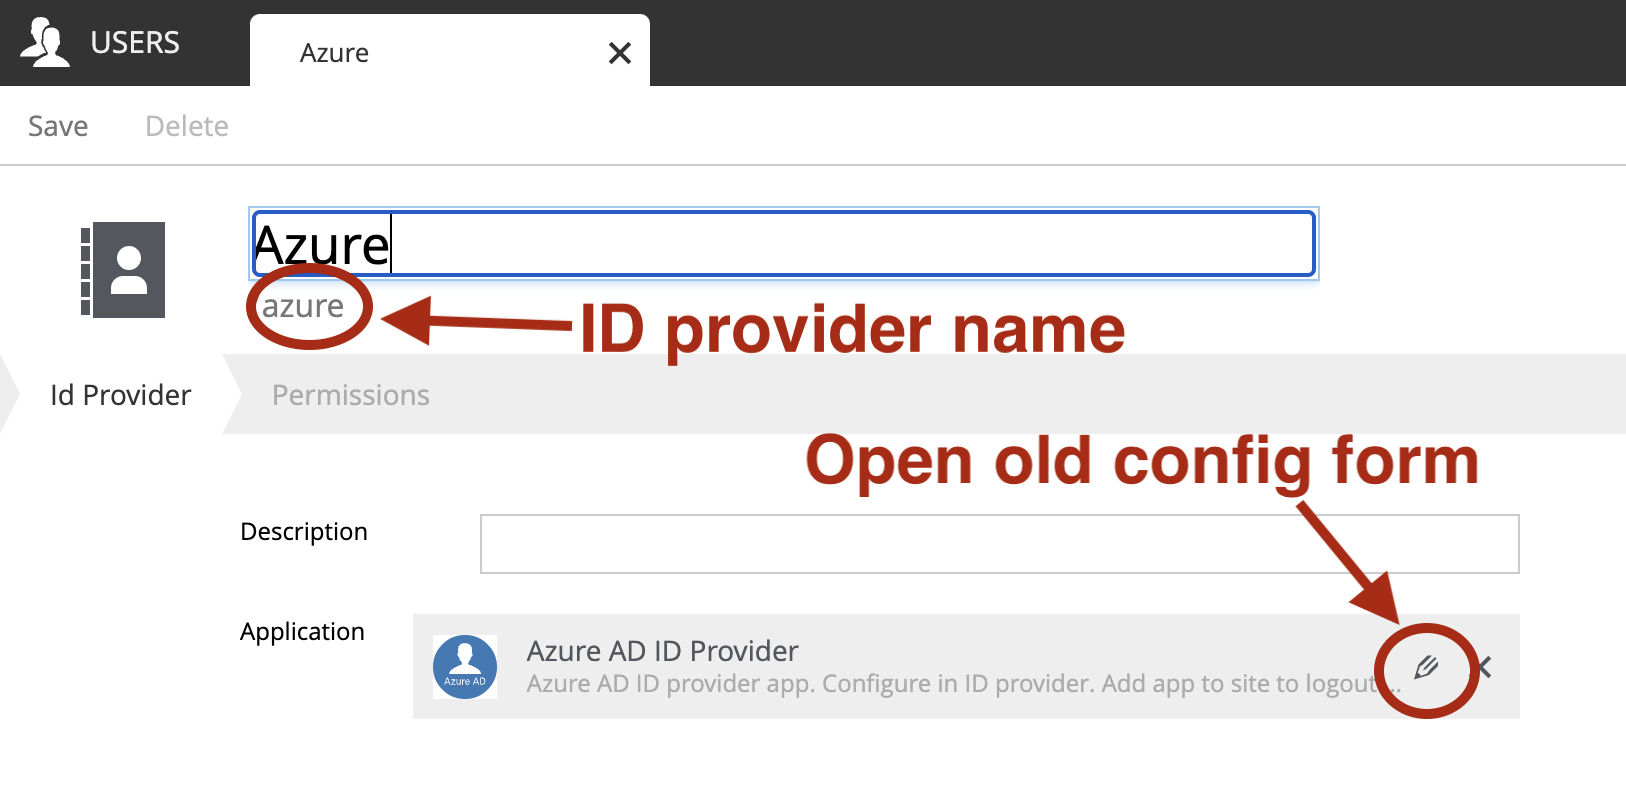 USERS
Azure
Save
Delete
Azure
azure
ID provider name
Id Provider
Permissions
Open old config form
Description
Application
Azure AD
Azure AD ID Provider
Azure AD ID provider app. Configure in ID provider. Add app to site to logout ...